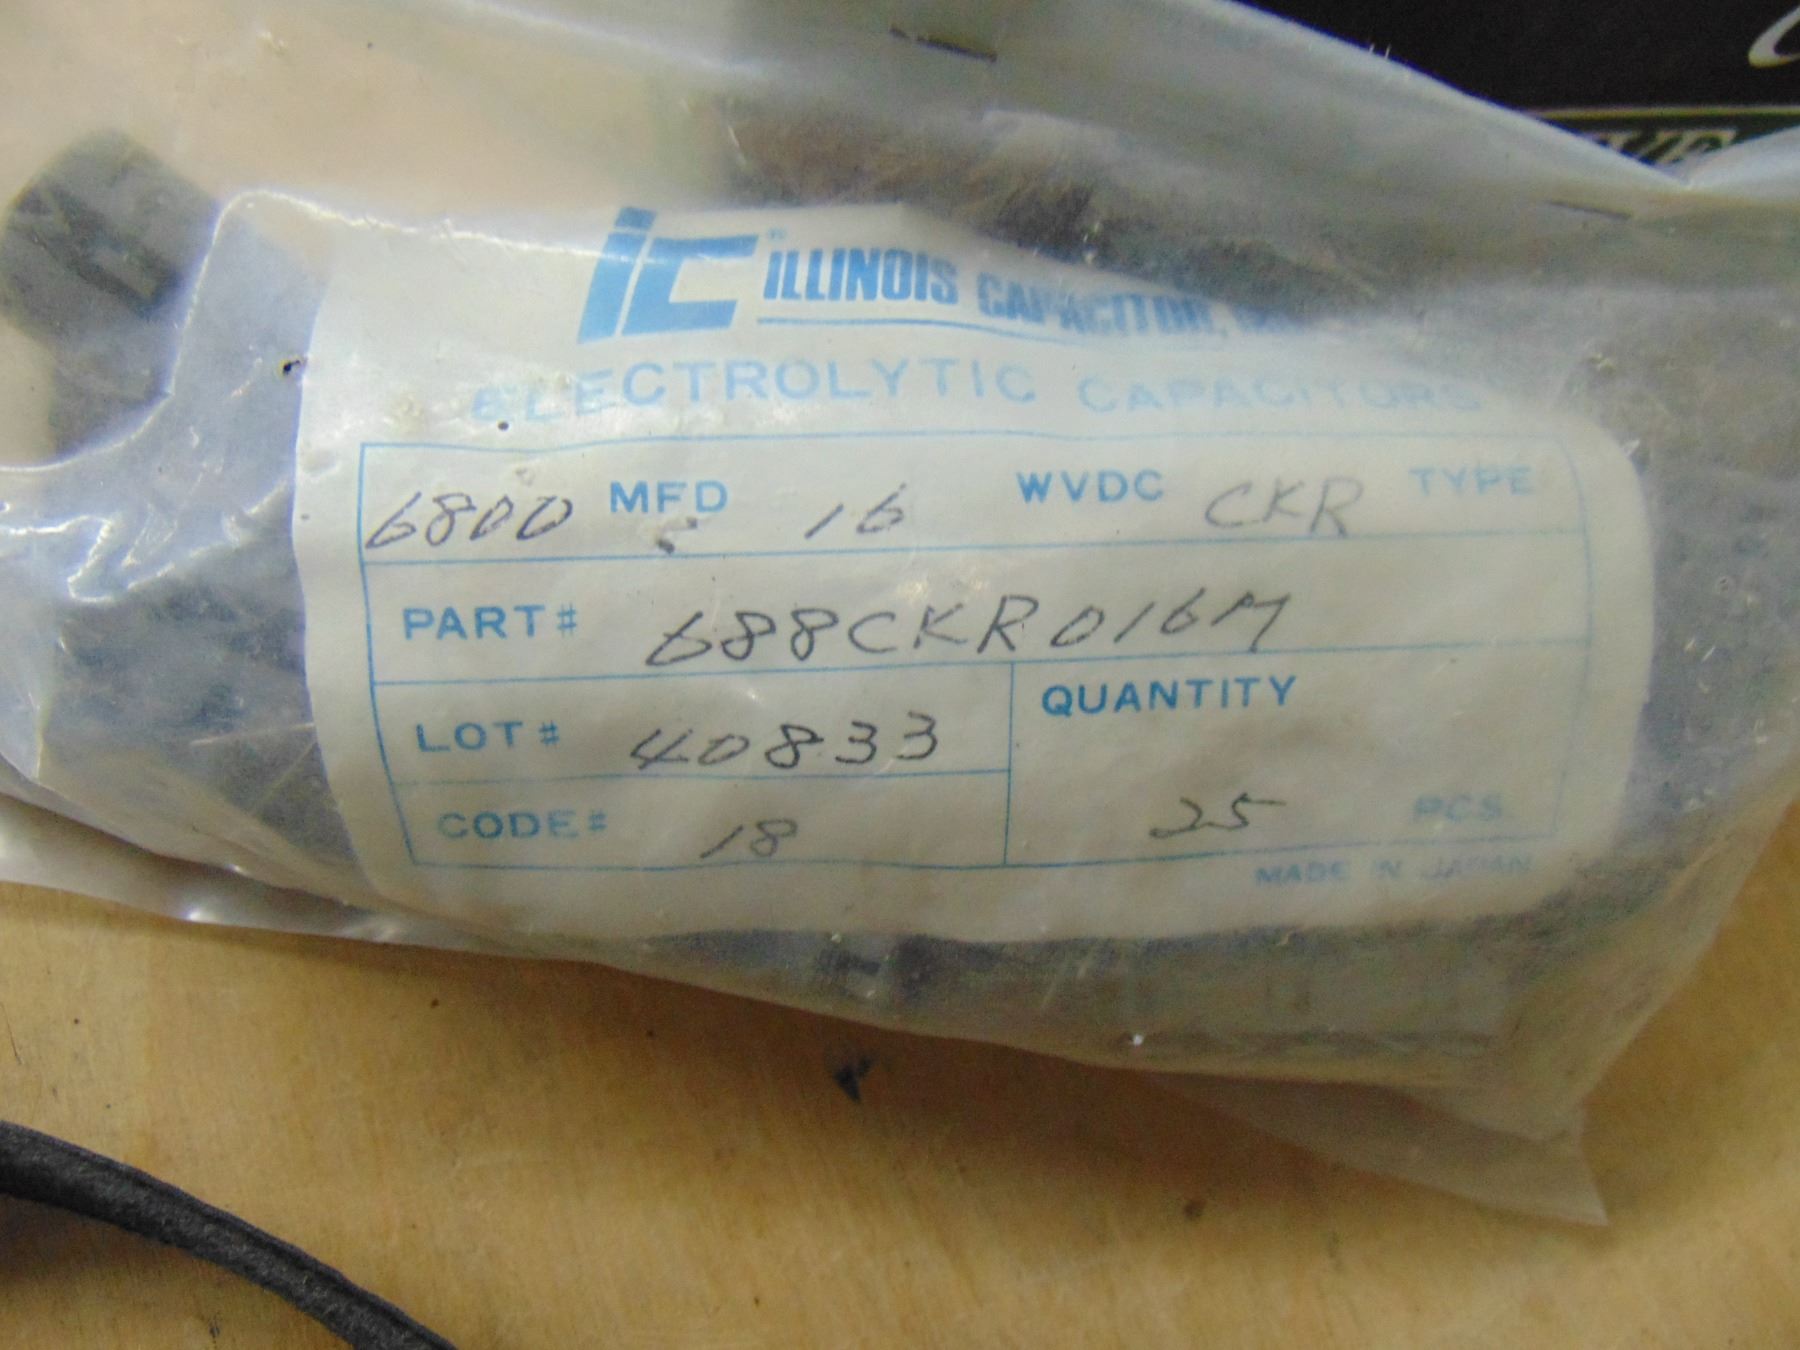 iC® ILLINOIS CAPACITOR, INC.
ELECTROLYTIC CAPACITORS
6800 MFD 16 WVDC CKR TYPE
PART# 688CKR016M
LOT# 40833
QUANTITY
CODE# 18
25 PCS.
MADE IN JAPAN